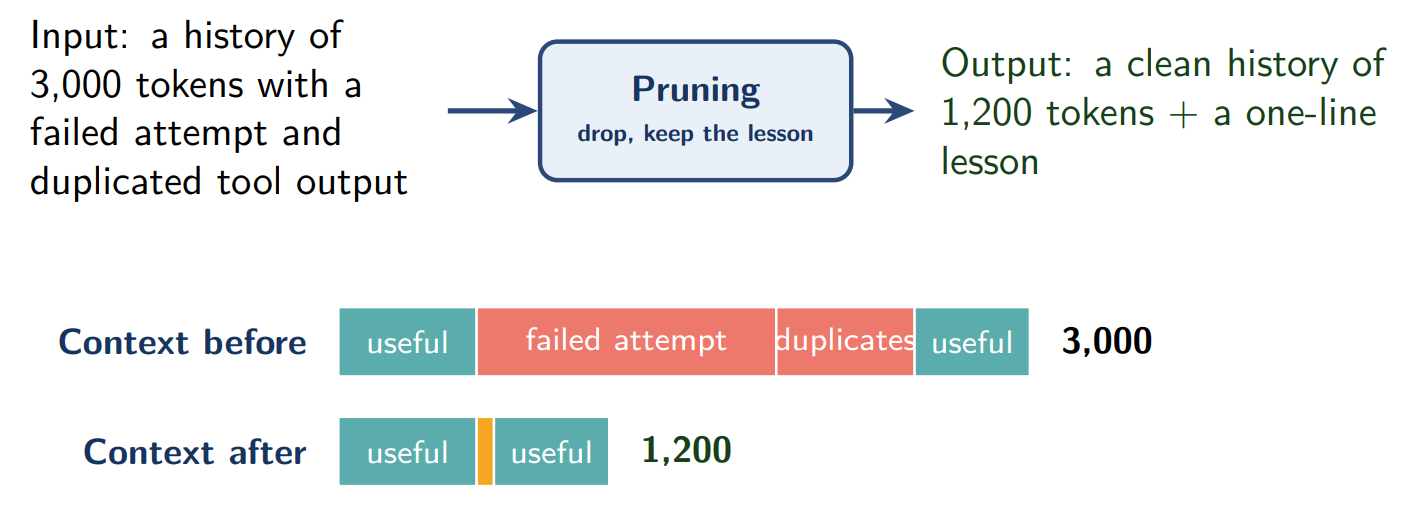 Input: a history of
3,000 tokens with a
failed attempt and
duplicated tool output
Pruning
drop, keep the lesson
Output: a clean history of
1,200 tokens + a one-line
lesson
Context before
useful
failed attempt
duplicates
useful
3,000
Context after
useful
useful
1,200